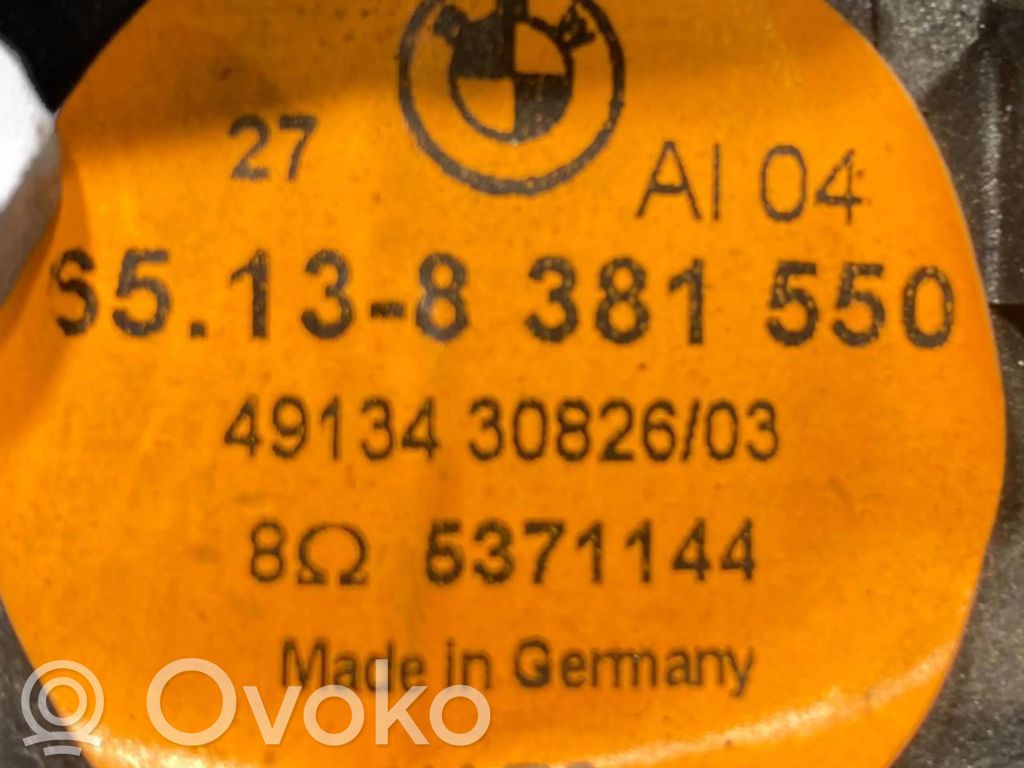 27
AI 04
65.13-8 381 550
49134 30826/03
8Ω 5371144
Made in Germany
Ovoko